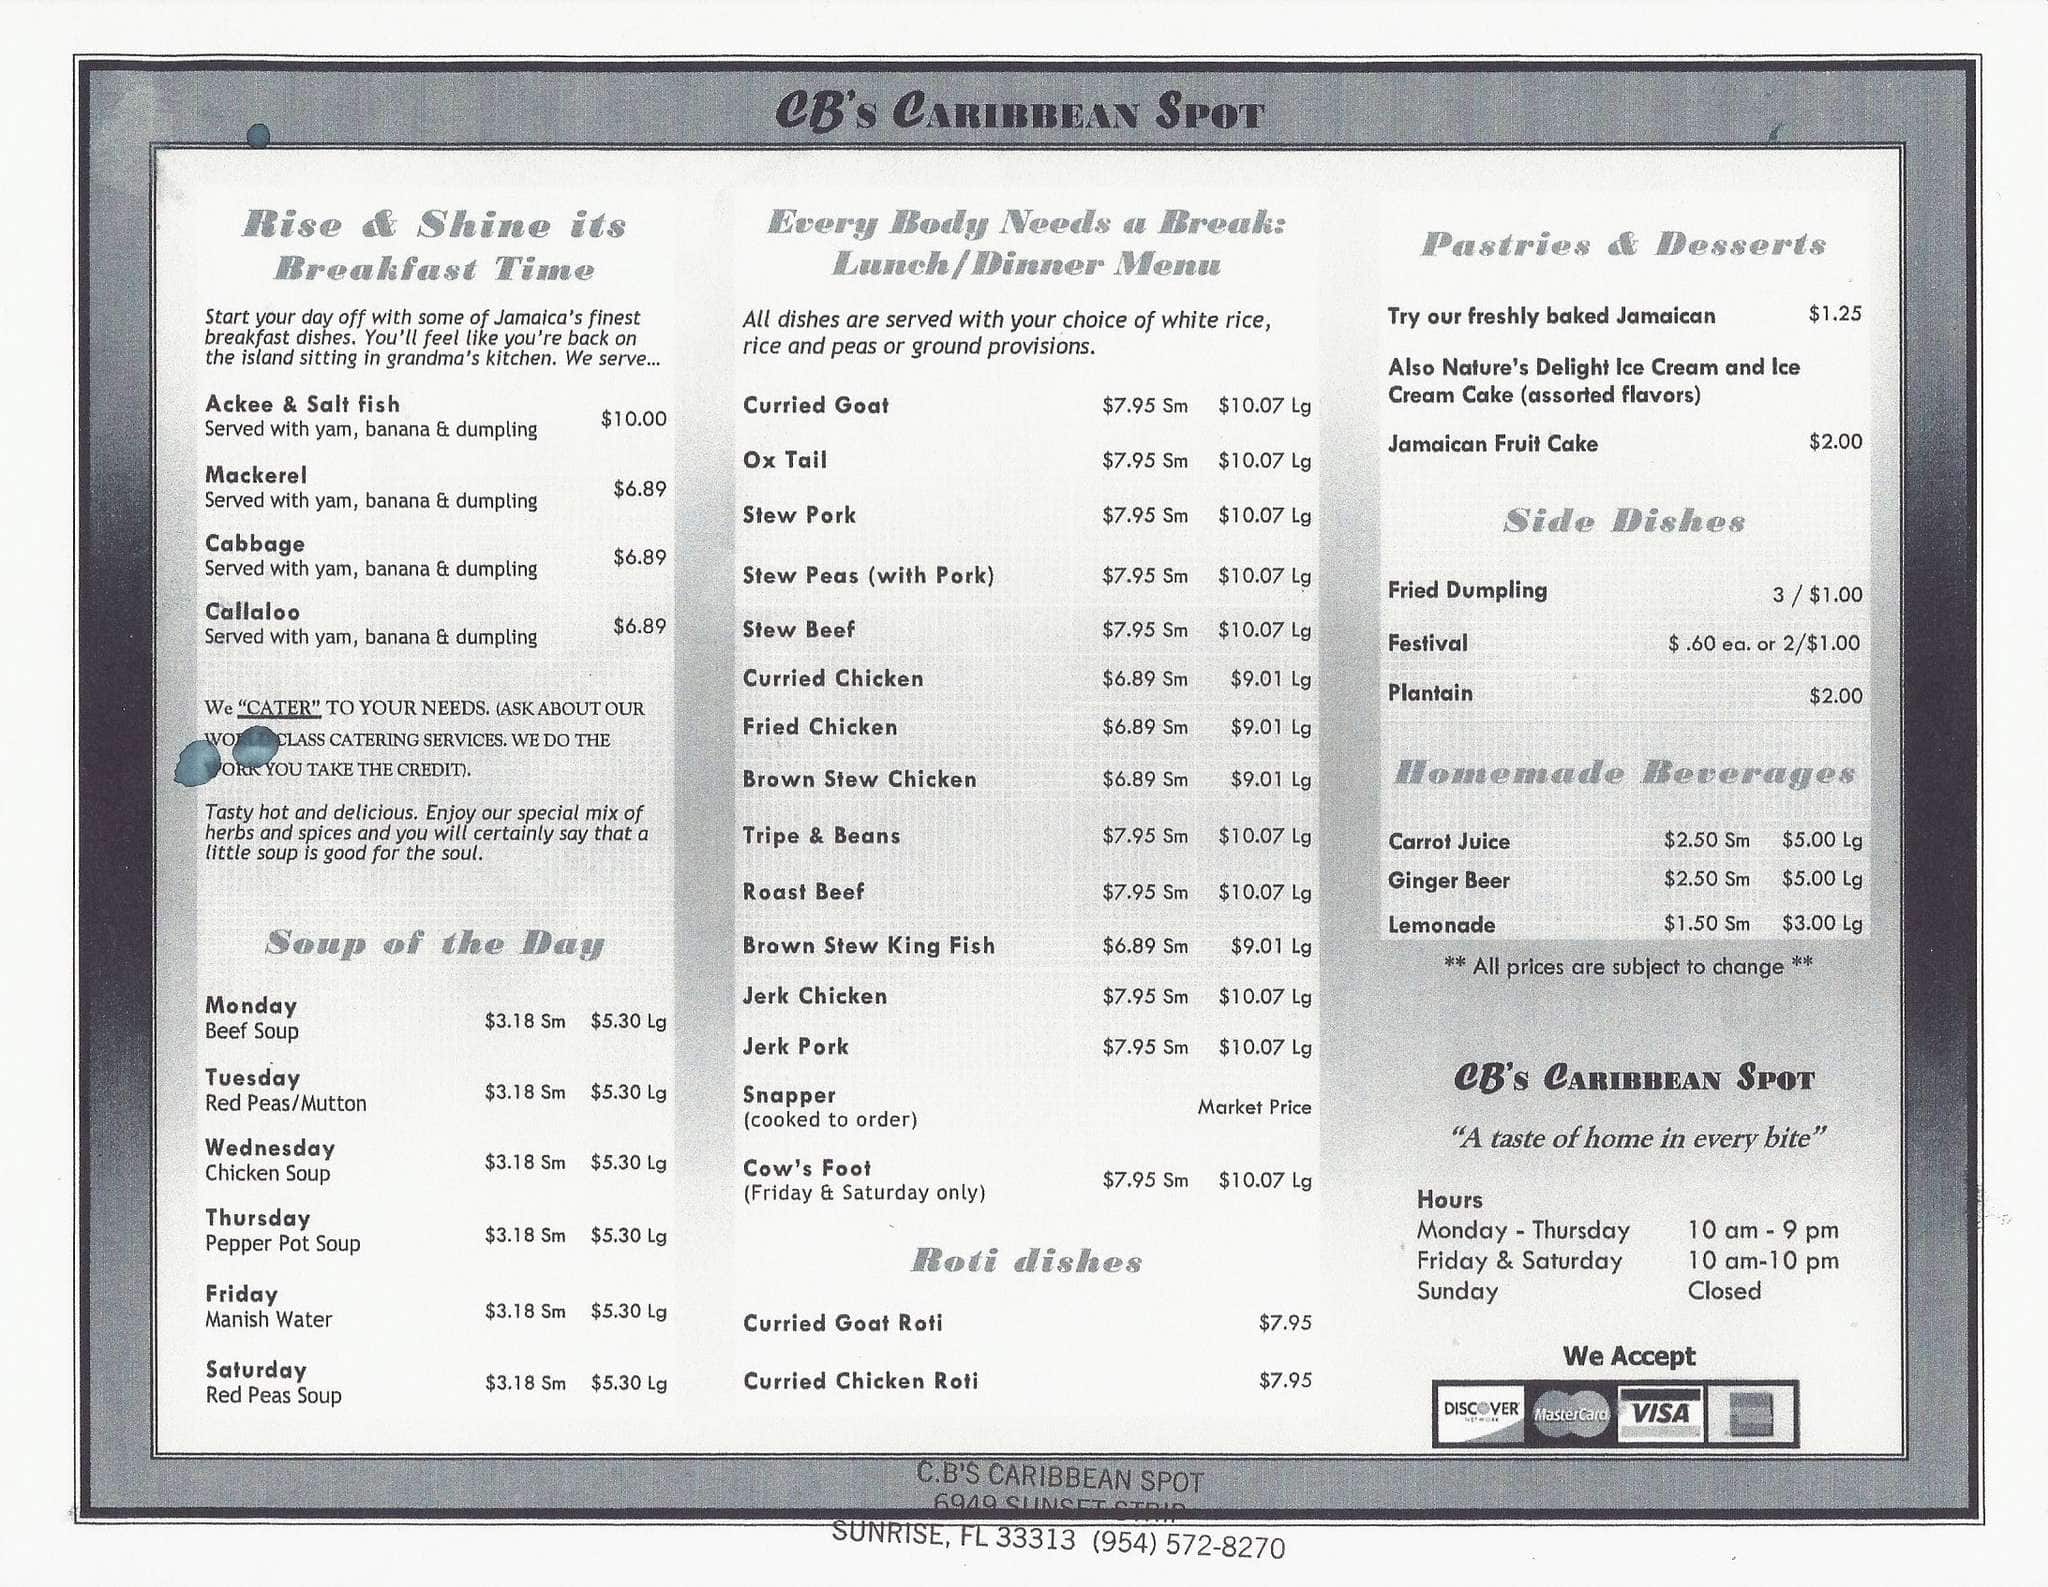 CB's Caribbean Spot
Rise & Shine its
Breakfast Time
Start your day off with some of Jamaica's finest
breakfast dishes. You'll feel like you're back on
the island sitting in grandma's kitchen. We serve...
Ackee & Salt fish
Served with yam, banana & dumpling $10.00
Mackerel
Served with yam, banana & dumpling $6.89
Cabbage
Served with yam, banana & dumpling $6.89
Callaloo
Served with yam, banana & dumpling $6.89
We "CATER" TO YOUR NEEDS. (ASK ABOUT OUR
WORLD CLASS CATERING SERVICES. WE DO THE
WORK YOU TAKE THE CREDIT).
Tasty hot and delicious. Enjoy our special mix of
herbs and spices and you will certainly say that a
little soup is good for the soul.
Soup of the Day
Monday
Beef Soup $3.18 Sm $5.30 Lg
Tuesday
Red Peas/Mutton $3.18 Sm $5.30 Lg
Wednesday
Chicken Soup $3.18 Sm $5.30 Lg
Thursday
Pepper Pot Soup $3.18 Sm $5.30 Lg
Friday
Manish Water $3.18 Sm $5.30 Lg
Saturday
Red Peas Soup $3.18 Sm $5.30 Lg
Every Body Needs a Break:
Lunch/Dinner Menu
All dishes are served with your choice of white rice,
rice and peas or ground provisions.
Curried Goat $7.95 Sm $10.07 Lg
Ox Tail $7.95 Sm $10.07 Lg
Stew Pork $7.95 Sm $10.07 Lg
Stew Peas (with Pork) $7.95 Sm $10.07 Lg
Stew Beef $7.95 Sm $10.07 Lg
Curried Chicken $6.89 Sm $9.01 Lg
Fried Chicken $6.89 Sm $9.01 Lg
Brown Stew Chicken $6.89 Sm $9.01 Lg
Tripe & Beans $7.95 Sm $10.07 Lg
Roast Beef $7.95 Sm $10.07 Lg
Brown Stew King Fish $6.89 Sm $9.01 Lg
Jerk Chicken $7.95 Sm $10.07 Lg
Jerk Pork $7.95 Sm $10.07 Lg
Snapper
(cooked to order) Market Price
Cow's Foot
(Friday & Saturday only) $7.95 Sm $10.07 Lg
Roti dishes
Curried Goat Roti $7.95
Curried Chicken Roti $7.95
Pastries & Desserts
Try our freshly baked Jamaican $1.25
Also Nature's Delight Ice Cream and Ice
Cream Cake (assorted flavors)
Jamaican Fruit Cake $2.00
Side Dishes
Fried Dumpling 3 / $1.00
Festival $ .60 ea. or 2/$1.00
Plantain $2.00
Homemade Beverages
Carrot Juice $2.50 Sm $5.00 Lg
Ginger Beer $2.50 Sm $5.00 Lg
Lemonade $1.50 Sm $3.00 Lg
** All prices are subject to change **
CB's Caribbean Spot
"A taste of home in every bite"
Hours
Monday - Thursday 10 am - 9 pm
Friday & Saturday 10 am-10 pm
Sunday Closed
We Accept
DISCOVER NETWORK MasterCard VISA
C.B'S CARIBBEAN SPOT
6949 SUNSET STRIP
SUNRISE, FL 33313 (954) 572-8270